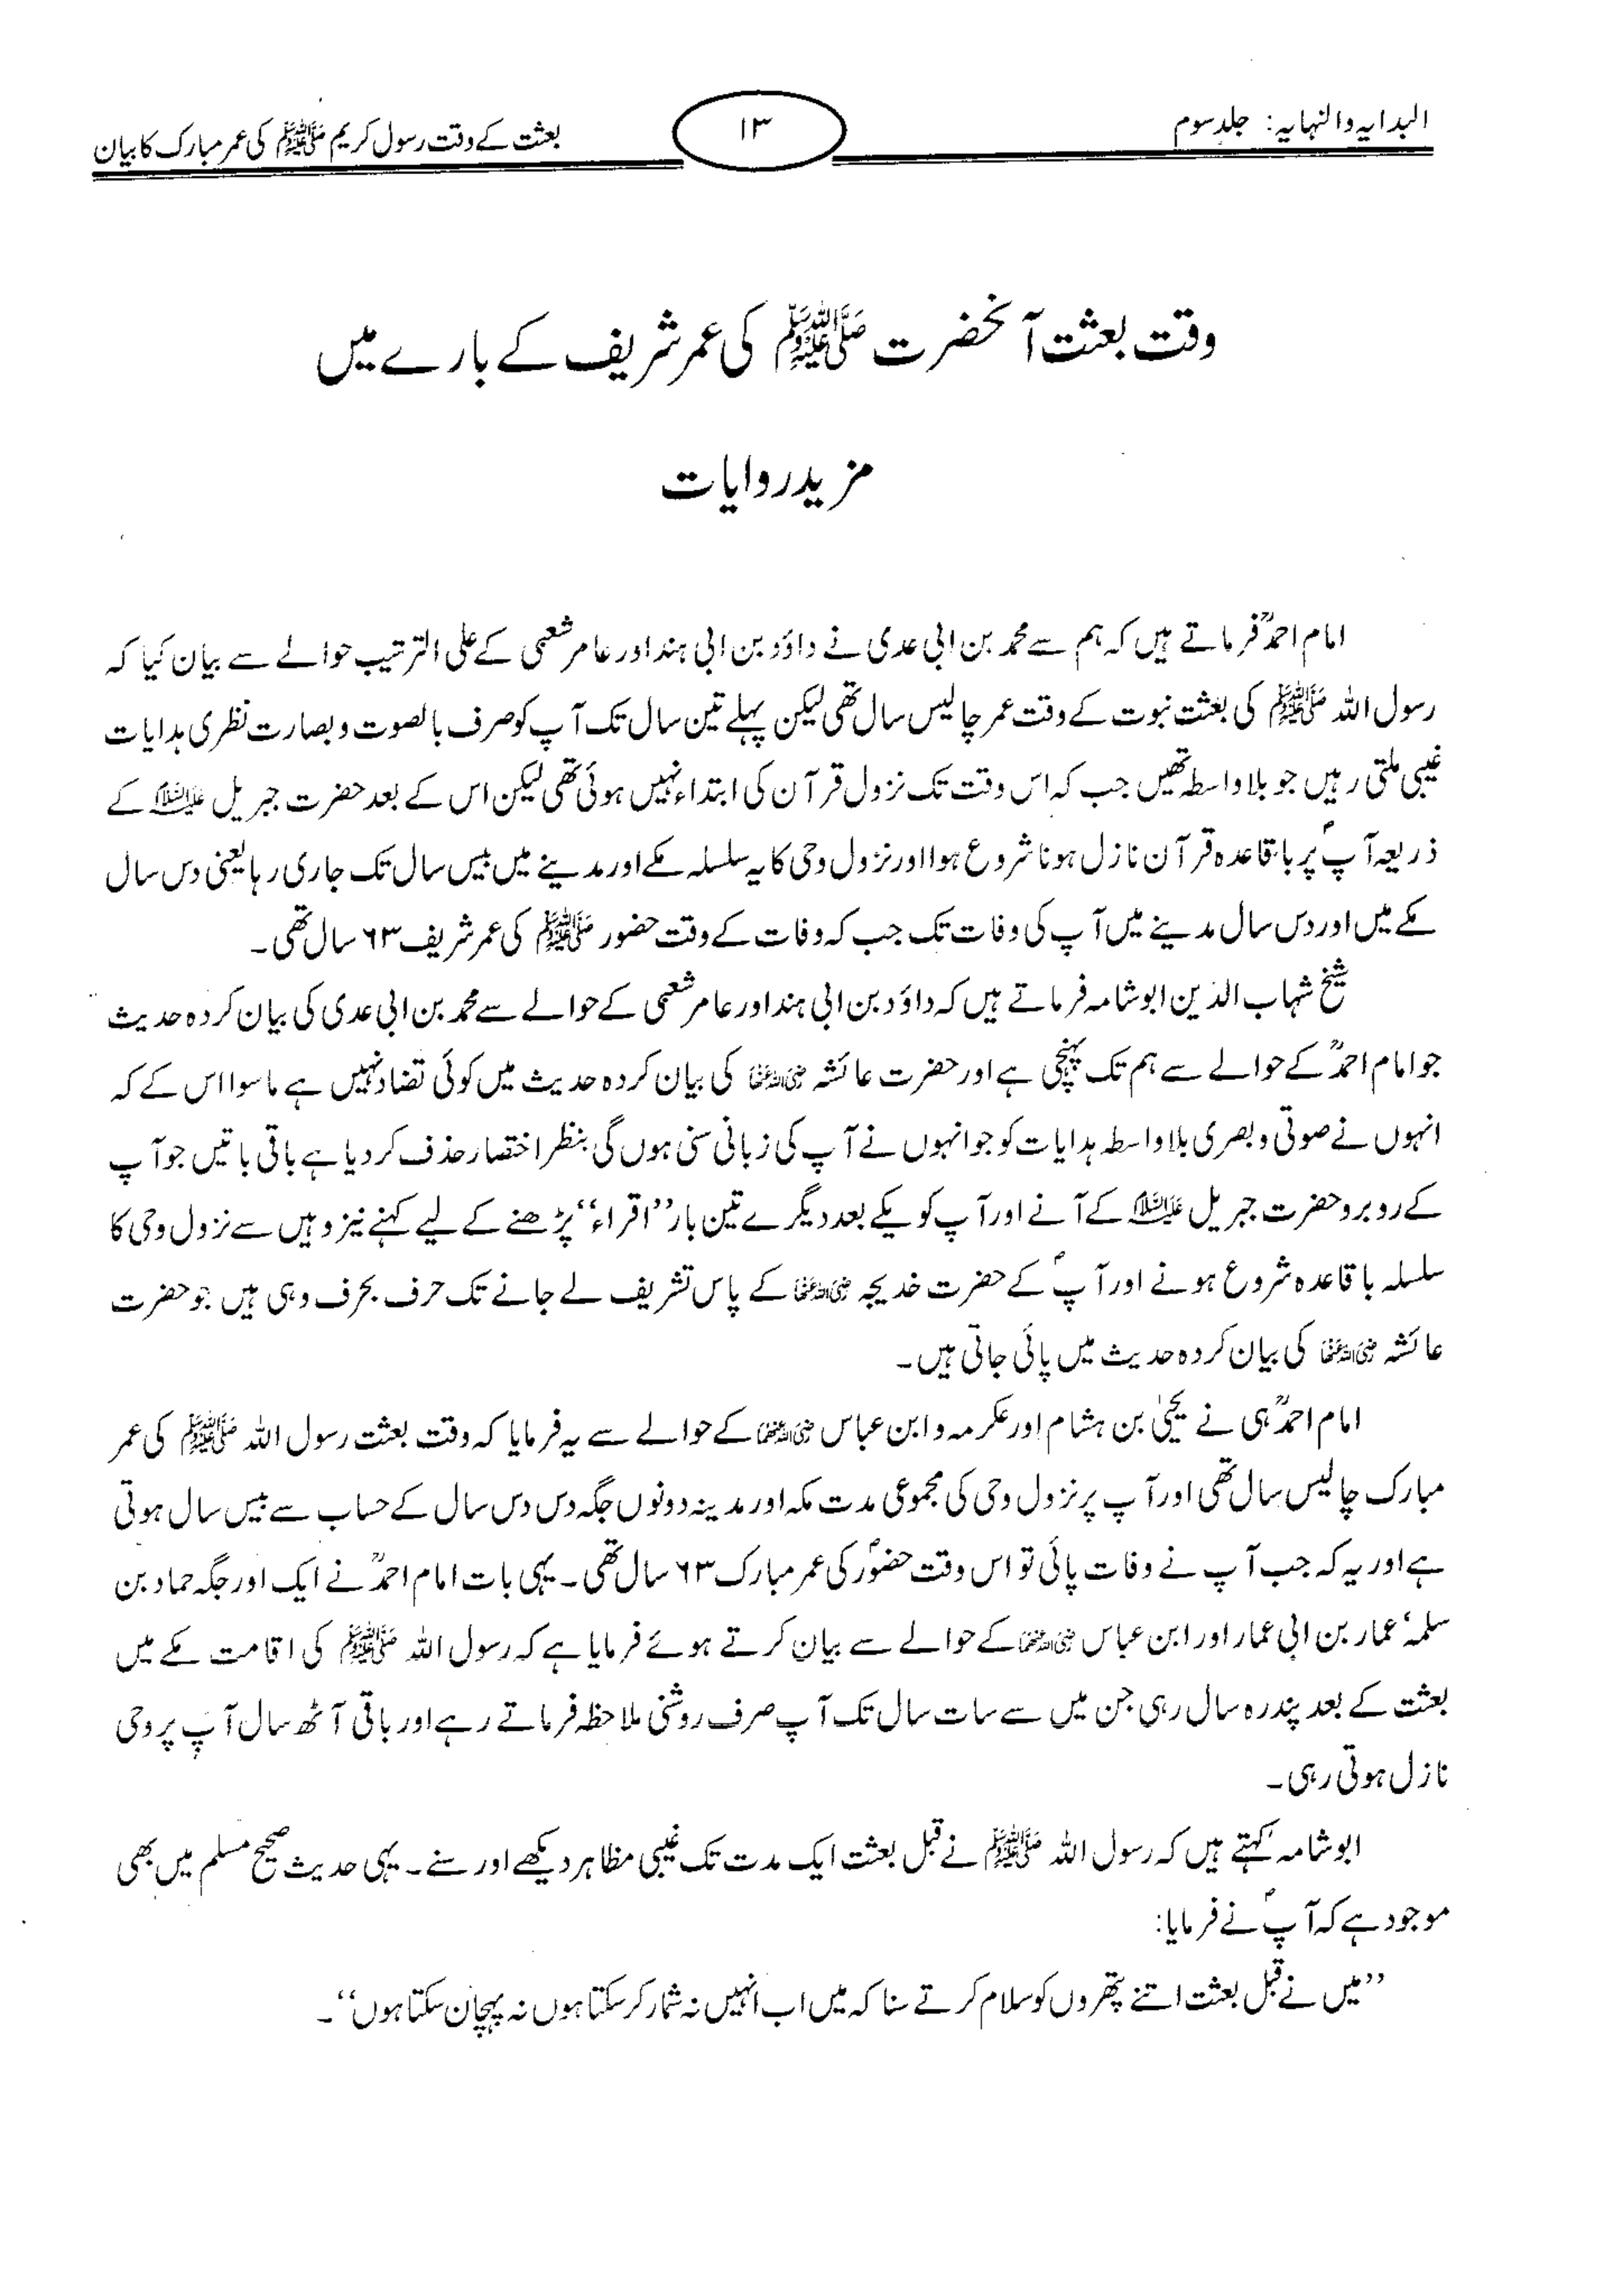 البدایہ والنہایہ: جلد سوم
۱۳
بعثت کے وقت رسول کریم ﷺ کی عمر مبارک کا بیان
وقت بعثت آنحضرت ﷺ کی عمر شریف کے بارے میں
مزید روایات
امام احمدؒ فرماتے ہیں کہ ہم سے محمد بن ابی عدی نے داؤد بن ابی ہند اور عامر شعبی کے علی الترتیب حوالے سے بیان کیا کہ
رسول اللہ ﷺ کی بعثت نبوت کے وقت عمر چالیس سال تھی لیکن پہلے تین سال تک آپ کو صرف بالصوت و بصارت نظری ہدایات
غیبی ملتی رہیں جو بلا واسطہ تھیں جب کہ اس وقت تک نزول قرآن کی ابتداء نہیں ہوئی تھی لیکن اس کے بعد حضرت جبریل علیہ السلام کے
ذریعہ آپؐ پر باقاعدہ قرآن نازل ہونا شروع ہوا اور نزول وحی کا یہ سلسلہ مکے اور مدینے میں بیس سال تک جاری رہا یعنی دس سال
مکے میں اور دس سال مدینے میں آپ کی وفات تک جب کہ وفات کے وقت حضور ﷺ کی عمر شریف ۶۳ سال تھی۔
شیخ شہاب الدین ابو شامہ فرماتے ہیں کہ داؤد بن ابی ہند اور عامر شعبی کے حوالے سے محمد بن ابی عدی کی بیان کردہ حدیث
جو امام احمدؒ کے حوالے سے ہم تک پہنچی ہے اور حضرت عائشہ رضی اللہ عنہا کی بیان کردہ حدیث میں کوئی تضاد نہیں ہے ماسوا اس کے کہ
انہوں نے صوتی و بصری بلا واسطہ ہدایات کو جو انہوں نے آپ کی زبانی سنی ہوں گی بنظر اختصار حذف کر دیا ہے باقی باتیں جو آپ
کے روبرو حضرت جبریل علیہ السلام کے آنے اور آپ کو یکے بعد دیگرے تین بار ’’اقراء‘‘ پڑھنے کے لیے کہنے نیز وہیں سے نزول وحی کا
سلسلہ باقاعدہ شروع ہونے اور آپؐ کے حضرت خدیجہ رضی اللہ عنہا کے پاس تشریف لے جانے تک حرف بحرف وہی ہیں جو حضرت
عائشہ رضی اللہ عنہا کی بیان کردہ حدیث میں پائی جاتی ہیں۔
امام احمدؒ ہی نے یحییٰ بن ہشام اور عکرمہ و ابن عباس رضی اللہ عنہما کے حوالے سے یہ فرمایا کہ وقت بعثت رسول اللہ ﷺ کی عمر
مبارک چالیس سال تھی اور آپ پر نزول وحی کی مجموعی مدت مکہ اور مدینہ دونوں جگہ دس دس سال کے حساب سے بیس سال ہوتی
ہے اور یہ کہ جب آپ نے وفات پائی تو اس وقت حضورؐ کی عمر مبارک ۶۳ سال تھی۔ یہی بات امام احمدؒ نے ایک اور جگہ حماد بن
سلمہ‘ عمار بن ابی عمار اور ابن عباس رضی اللہ عنہما کے حوالے سے بیان کرتے ہوئے فرمایا ہے کہ رسول اللہ ﷺ کی اقامت مکے میں
بعثت کے بعد پندرہ سال رہی جن میں سے سات سال تک آپ صرف روشنی ملاحظہ فرماتے رہے اور باقی آٹھ سال آپ پر وحی
نازل ہوتی رہی۔
ابو شامہ کہتے ہیں کہ رسول اللہ ﷺ نے قبل بعثت ایک مدت تک غیبی مظاہر دیکھے اور سنے۔ یہی حدیث صحیح مسلم میں بھی
موجود ہے کہ آپؐ نے فرمایا:
’’میں نے قبل بعثت اتنے پتھروں کو سلام کرتے سنا کہ میں اب انہیں نہ شمار کر سکتا ہوں نہ پہچان سکتا ہوں‘‘۔